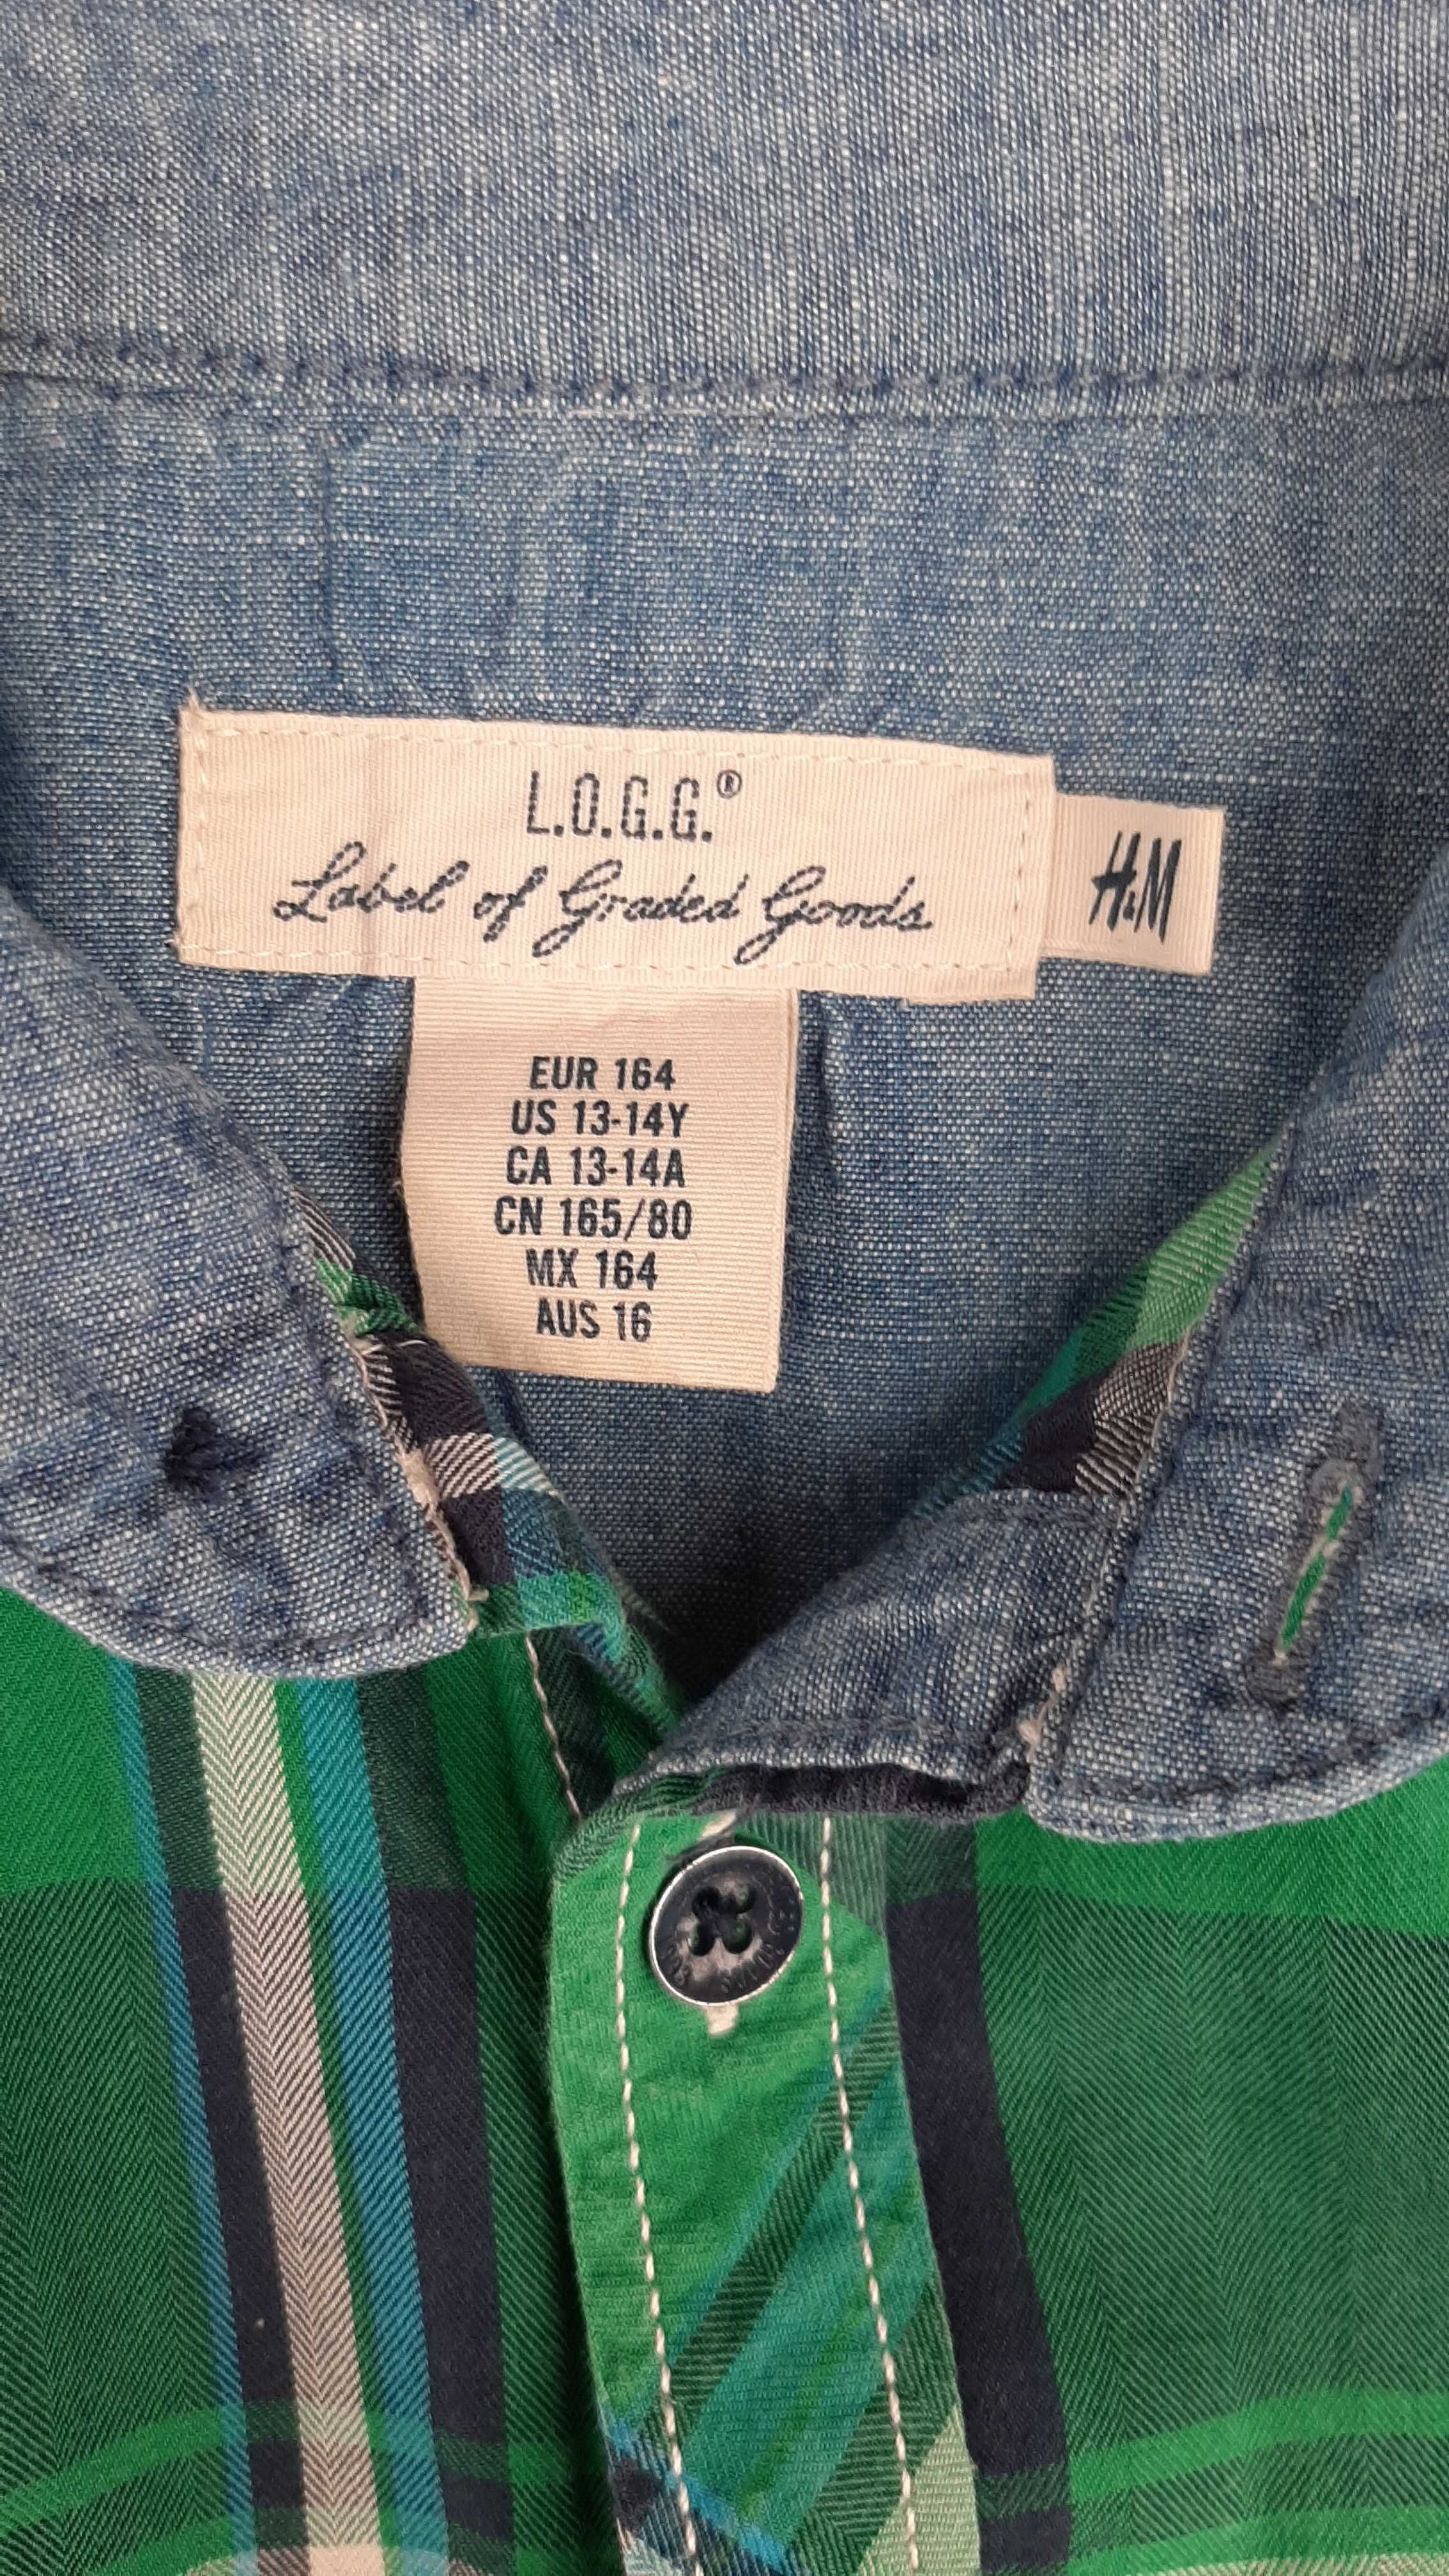 L.O.G.G.®
Label of Graded Goods
H&M
EUR 164
US 13-14Y
CA 13-14A
CN 165/80
MX 164
AUS 16